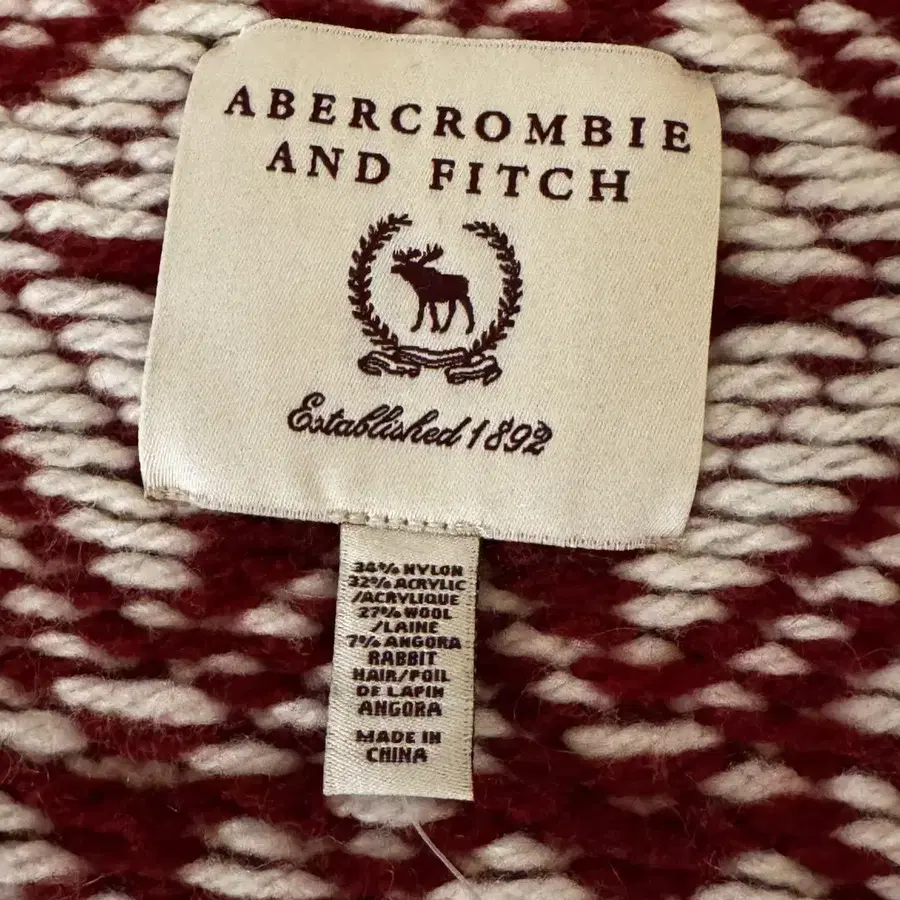 ABERCROMBIE
AND FITCH
Established 1892
34% NYLON
32% ACRYLIC
/ACRYLIQUE
27% WOOL
/LAINE
7% ANGORA
RABBIT
HAIR/POIL
DE LAPIN
ANGORA
MADE IN
CHINA